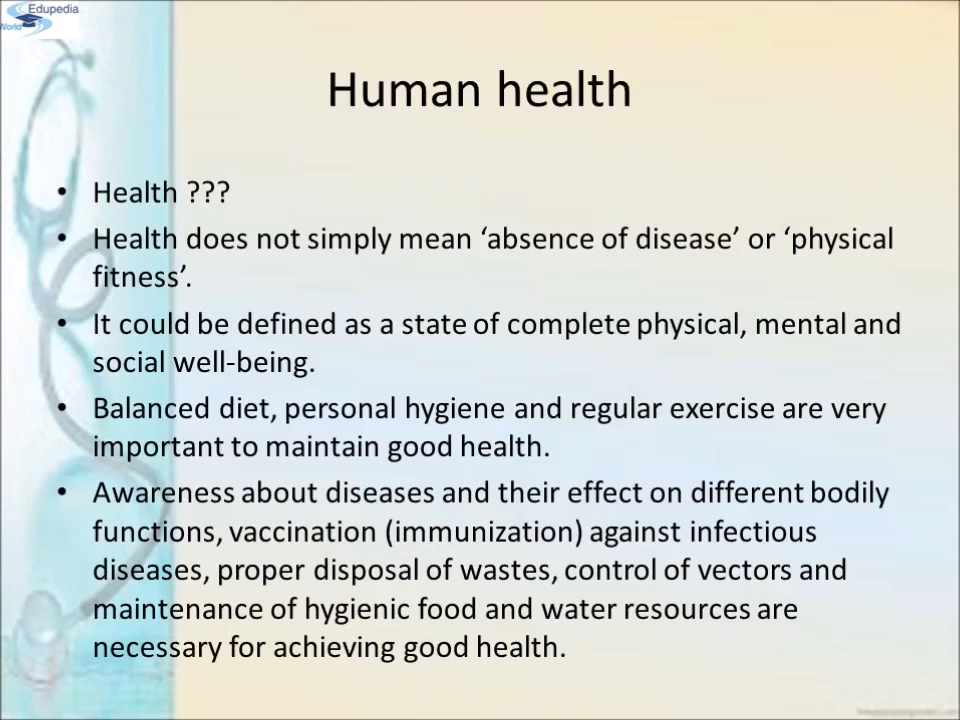 Edupedia
World
Human health
• Health ???
• Health does not simply mean ‘absence of disease’ or ‘physical
fitness’.
• It could be defined as a state of complete physical, mental and
social well-being.
• Balanced diet, personal hygiene and regular exercise are very
important to maintain good health.
• Awareness about diseases and their effect on different bodily
functions, vaccination (immunization) against infectious
diseases, proper disposal of wastes, control of vectors and
maintenance of hygienic food and water resources are
necessary for achieving good health.